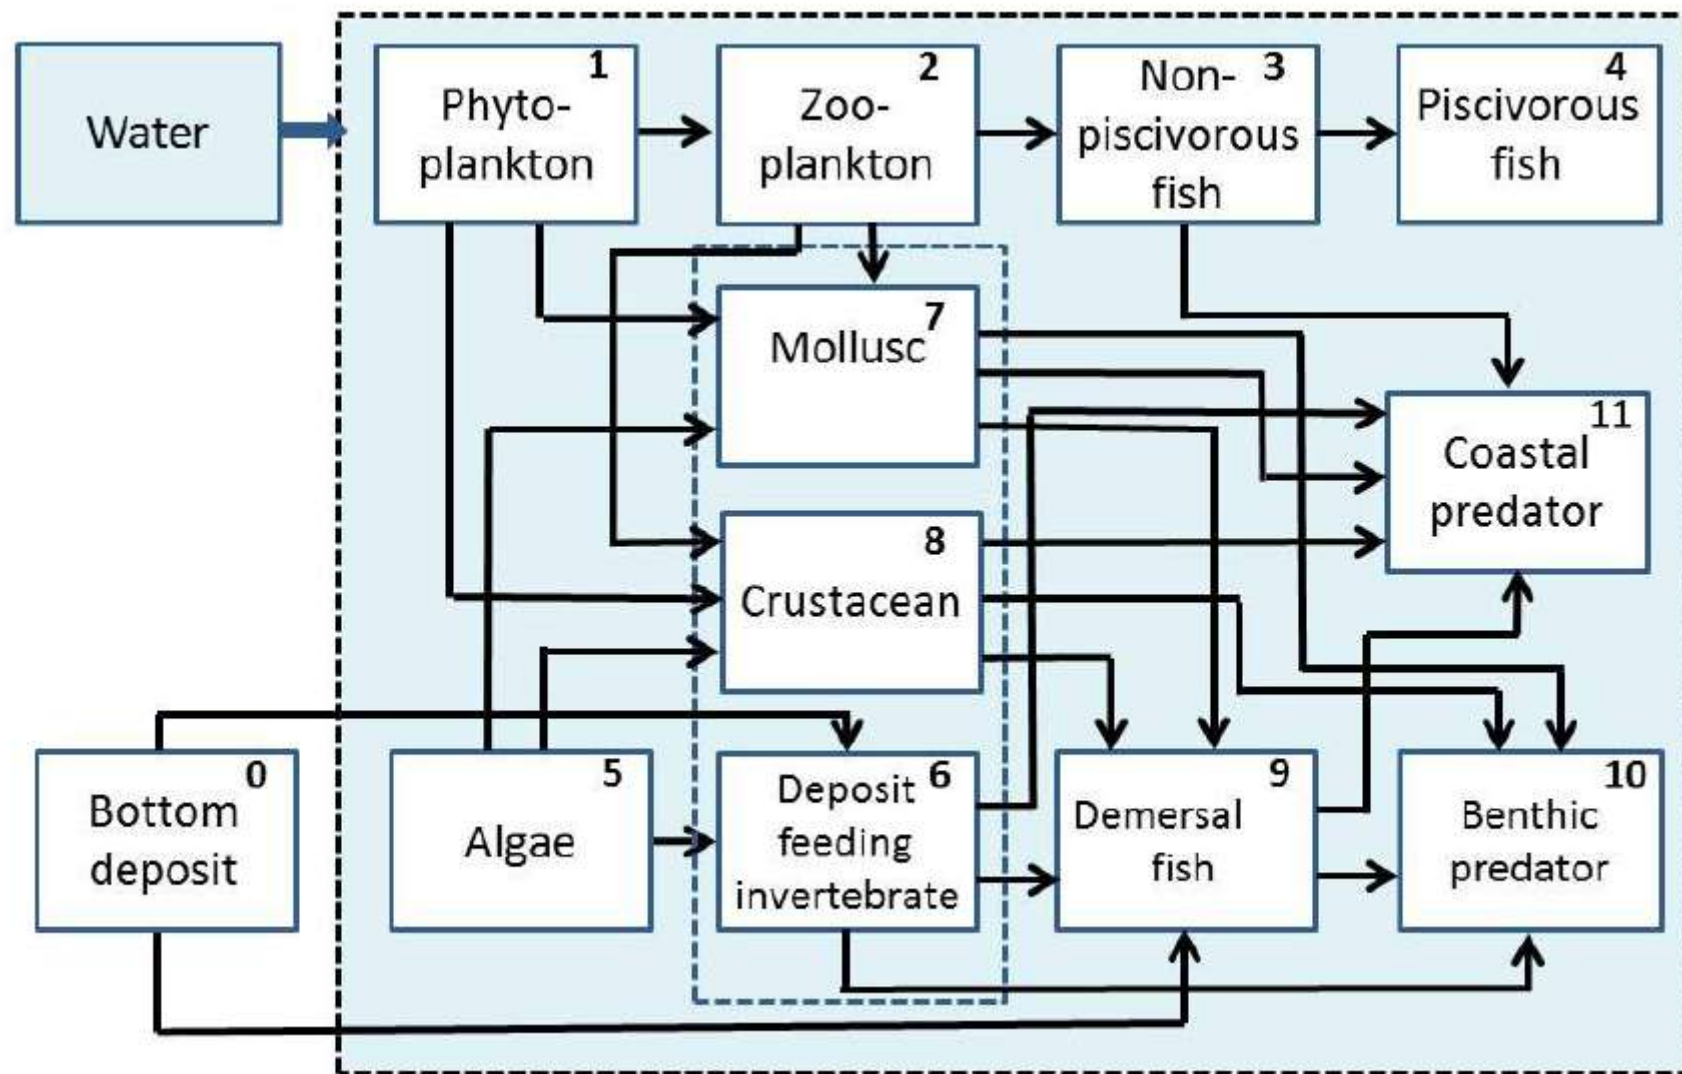 Water
1
Phyto-
plankton
2
Zoo-
plankton
Non- 3
piscivorous
fish
4
Piscivorous
fish
7
Mollusc
11
Coastal
predator
8
Crustacean
0
Bottom
deposit
5
Algae
Deposit 6
feeding
invertebrate
9
Demersal
fish
10
Benthic
predator